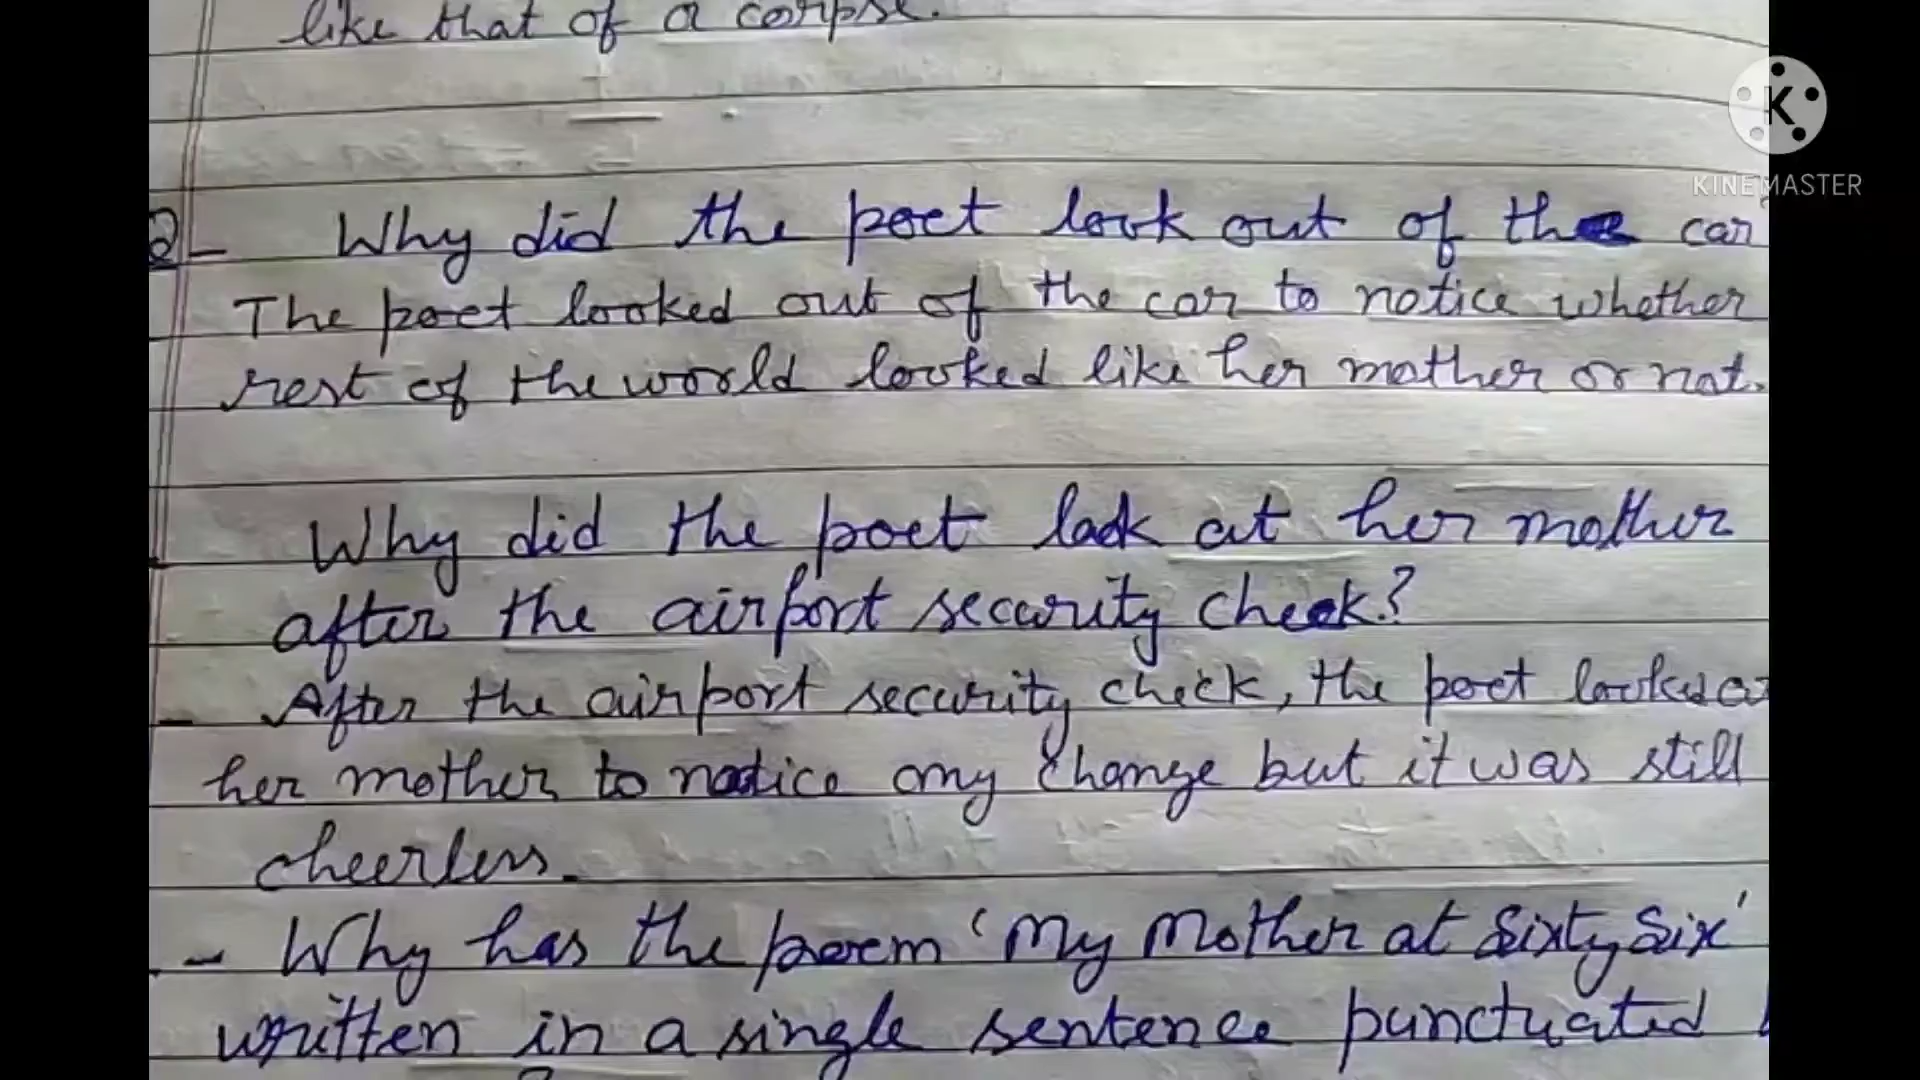 like that of a corpse.
KINEMASTER
Q- Why did the poet look out of the car
The poet looked out of the car to notice whether
rest of the world looked like her mother or not.
Why did the poet look at her mother
after the airport security check?
- After the airport security check, the poet looked at
her mother to notice any change but it was still
cheerless.
- Why has the poem 'My Mother at Sixty Six'
written in a single sentence punctuated